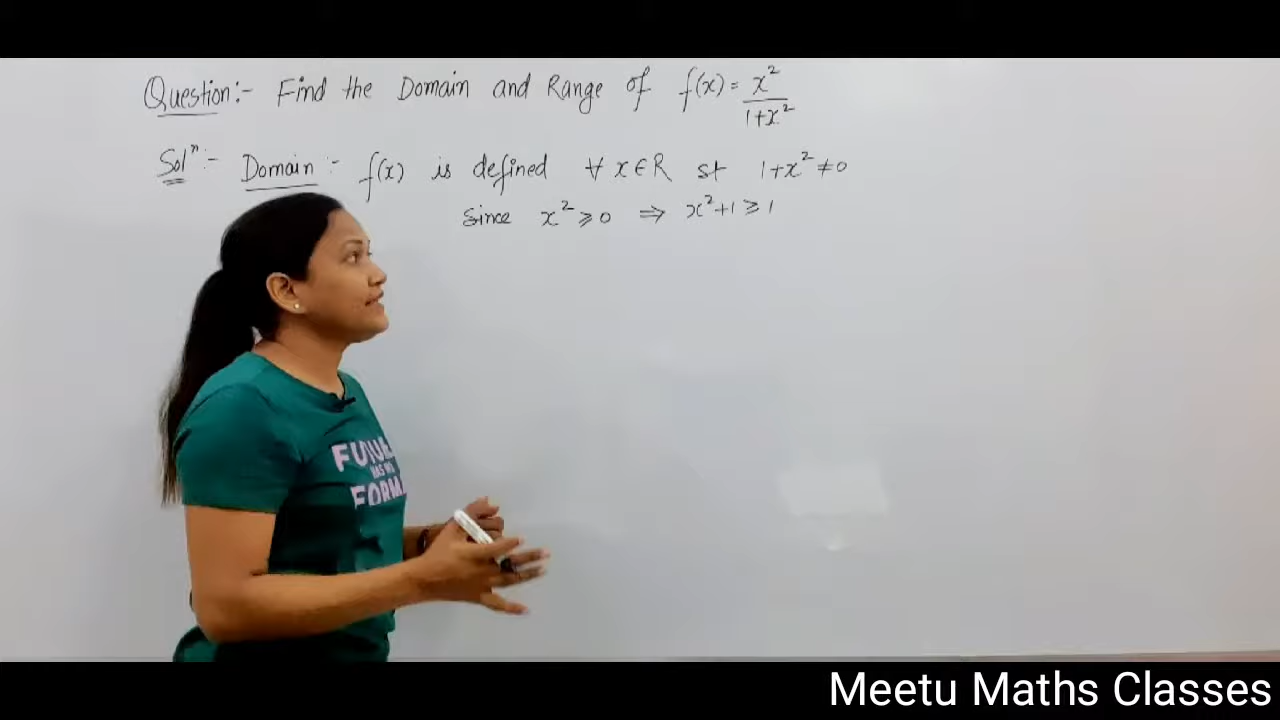 Question:- Find the Domain and Range of f(x) = x²/1+x²
Solⁿ:- Domain:- f(x) is defined ∀ x∈R st 1+x²≠0
Since x²⩾0 ⇒ x²+1⩾1
FORM
Meetu Maths Classes